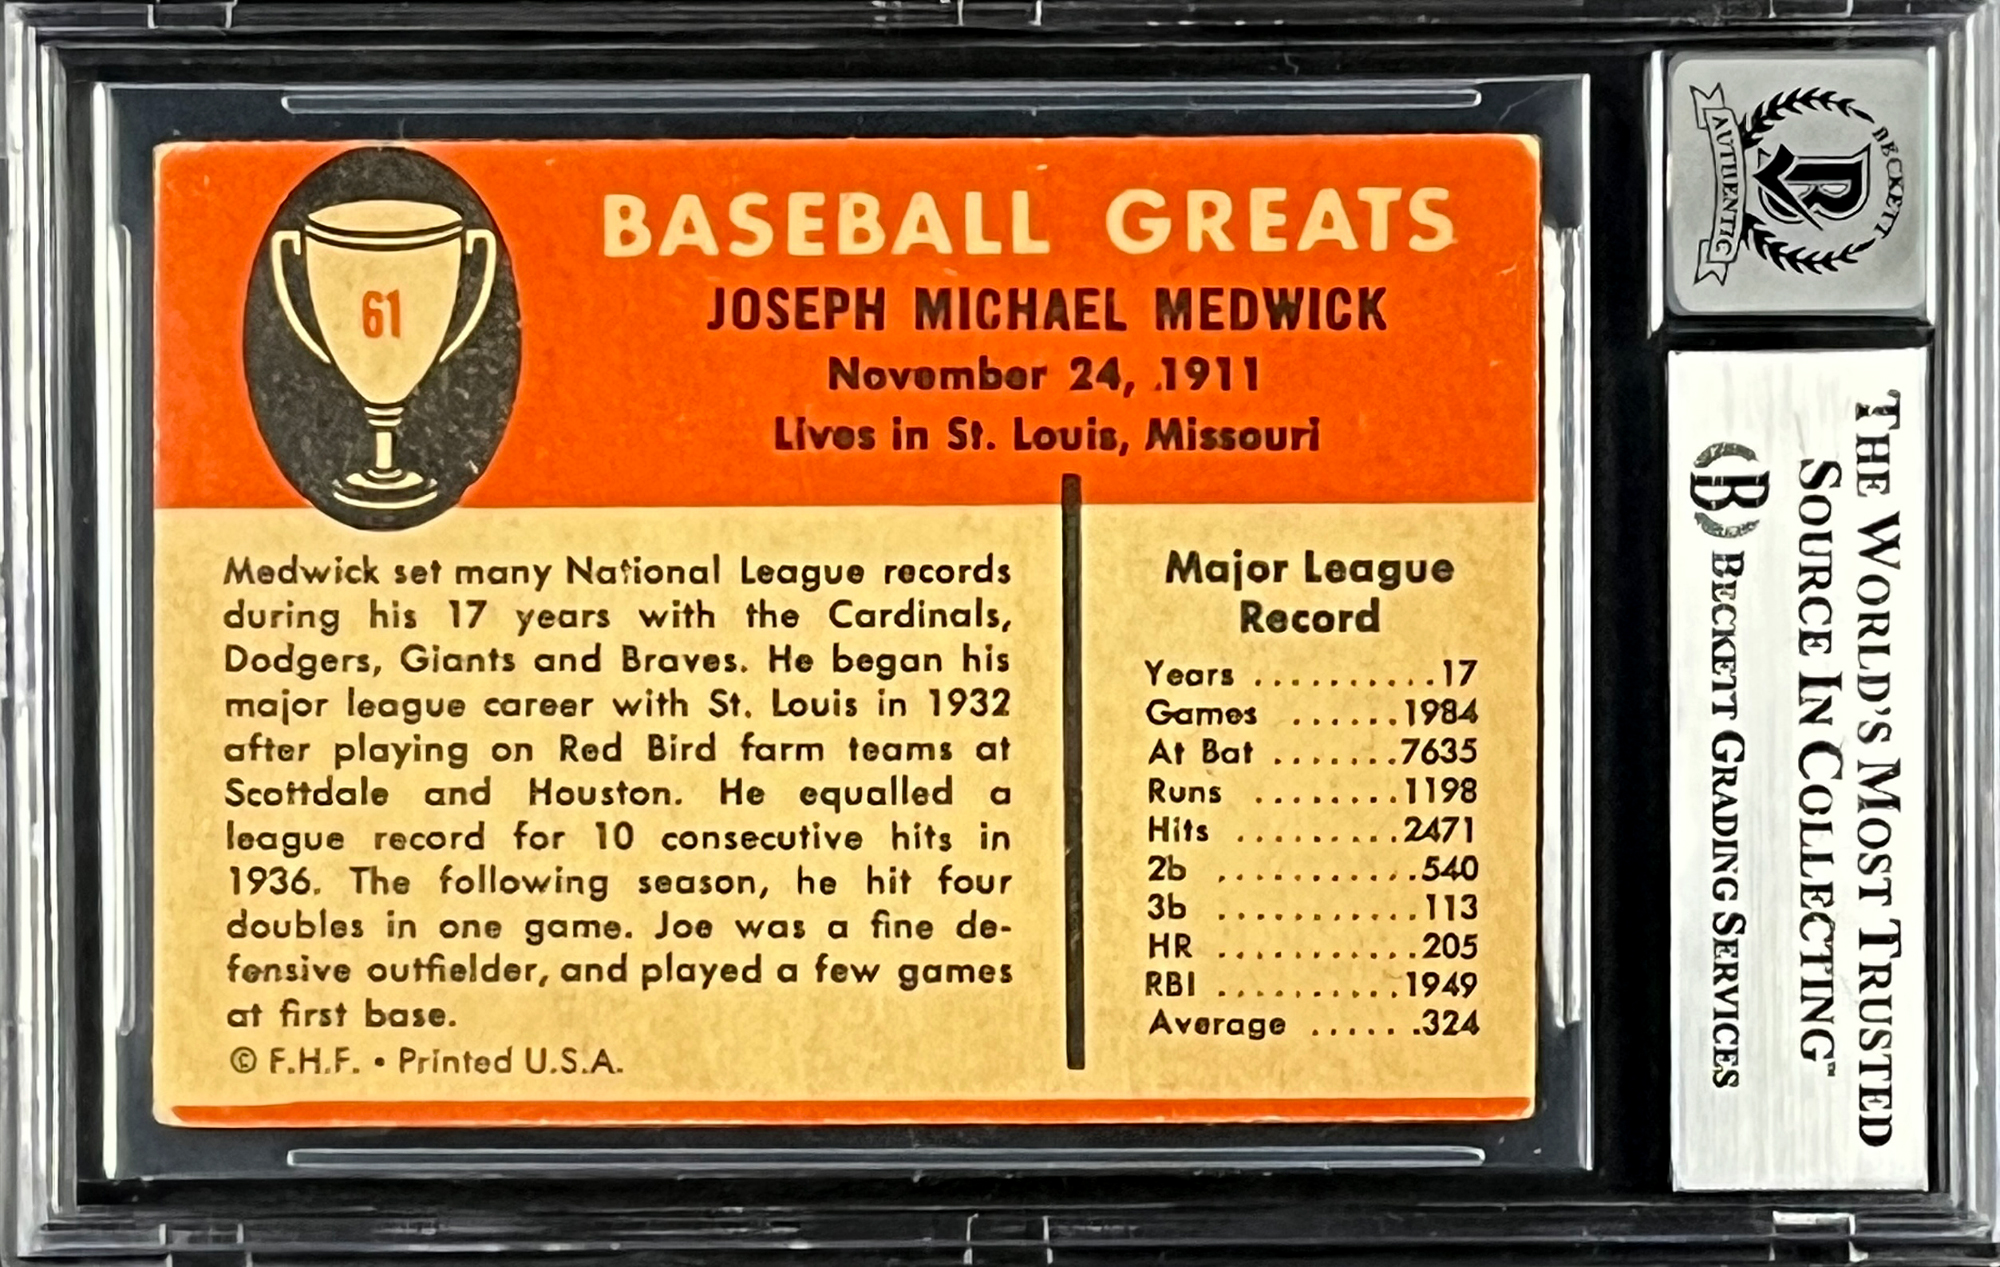 61
BASEBALL GREATS
JOSEPH MICHAEL MEDWICK
November 24, 1911
Lives in St. Louis, Missouri
Medwick set many National League records
during his 17 years with the Cardinals,
Dodgers, Giants and Braves. He began his
major league career with St. Louis in 1932
after playing on Red Bird farm teams at
Scottdale and Houston. He equalled a
league record for 10 consecutive hits in
1936. The following season, he hit four
doubles in one game. Joe was a fine de-
fensive outfielder, and played a few games
at first base.
© F.H.F. • Printed U.S.A.
Major League
Record
Years ..........17
Games ......1984
At Bat .......7635
Runs ........1198
Hits .........2471
2b ...........540
3b ...........113
HR ...........205
RBI ..........1949
Average .......324
BECKETT
AUTHENTIC
THE WORLD'S MOST TRUSTED
SOURCE IN COLLECTING™
B BECKETT GRADING SERVICES